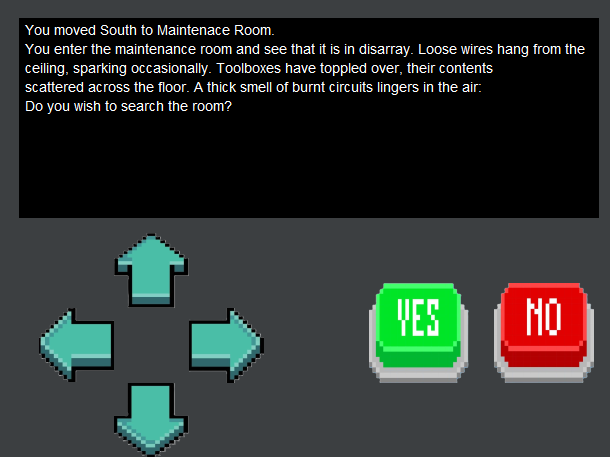 You moved South to Maintenace Room.
You enter the maintenance room and see that it is in disarray. Loose wires hang from the
ceiling, sparking occasionally. Toolboxes have toppled over, their contents
scattered across the floor. A thick smell of burnt circuits lingers in the air:
Do you wish to search the room?
YES
NO